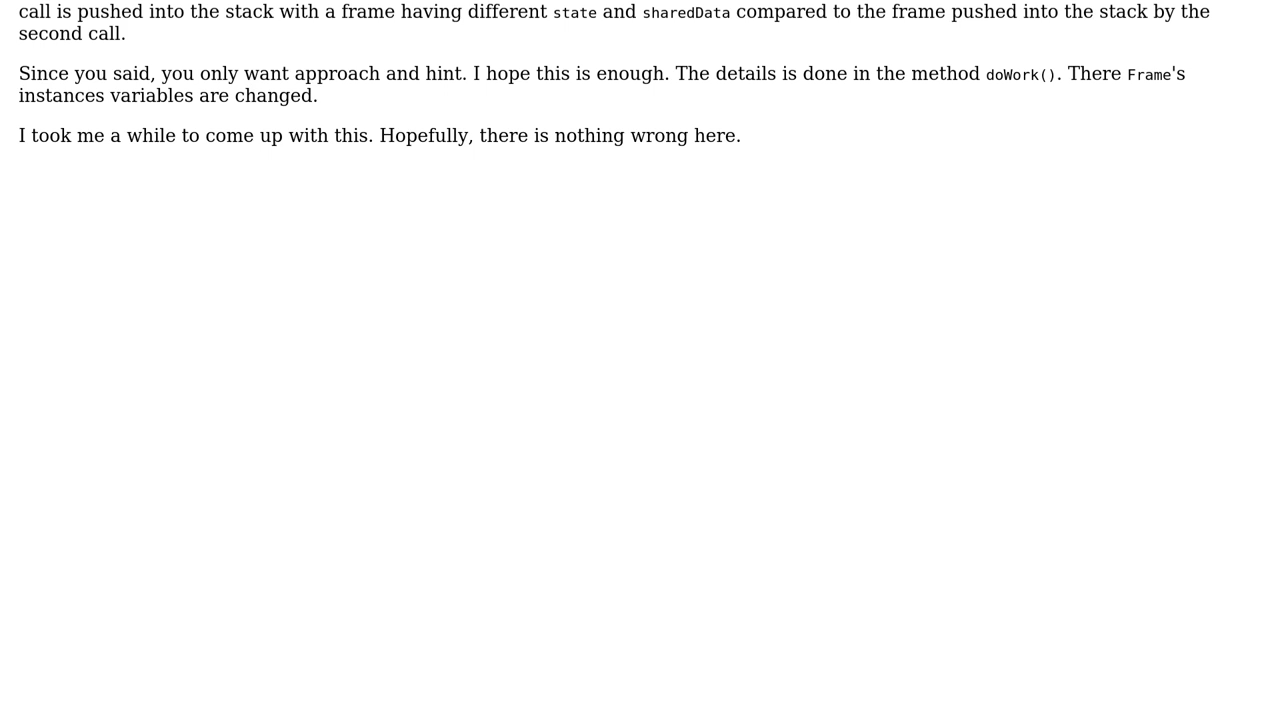 call is pushed into the stack with a frame having different state and sharedData compared to the frame pushed into the stack by the
second call.
Since you said, you only want approach and hint. I hope this is enough. The details is done in the method doWork(). There Frame's
instances variables are changed.
I took me a while to come up with this. Hopefully, there is nothing wrong here.